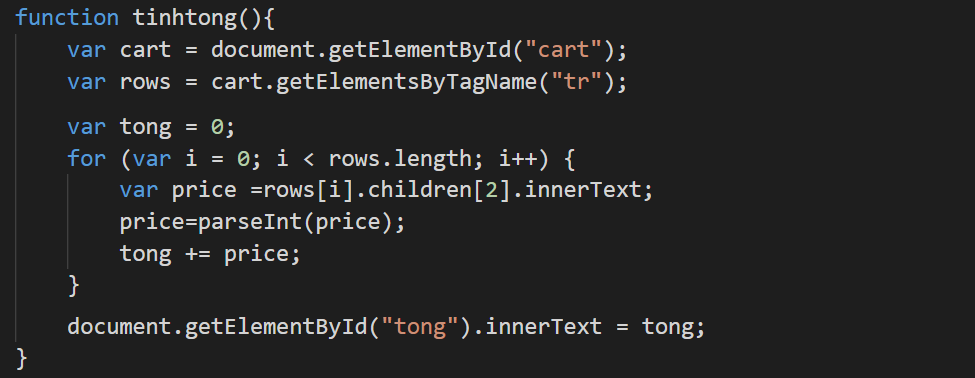 function tinhtong(){
    var cart = document.getElementById("cart");
    var rows = cart.getElementsByTagName("tr");
    var tong = 0;
    for (var i = 0; i < rows.length; i++) {
        var price =rows[i].children[2].innerText;
        price=parseInt(price);
        tong += price;
    }
    document.getElementById("tong").innerText = tong;
}